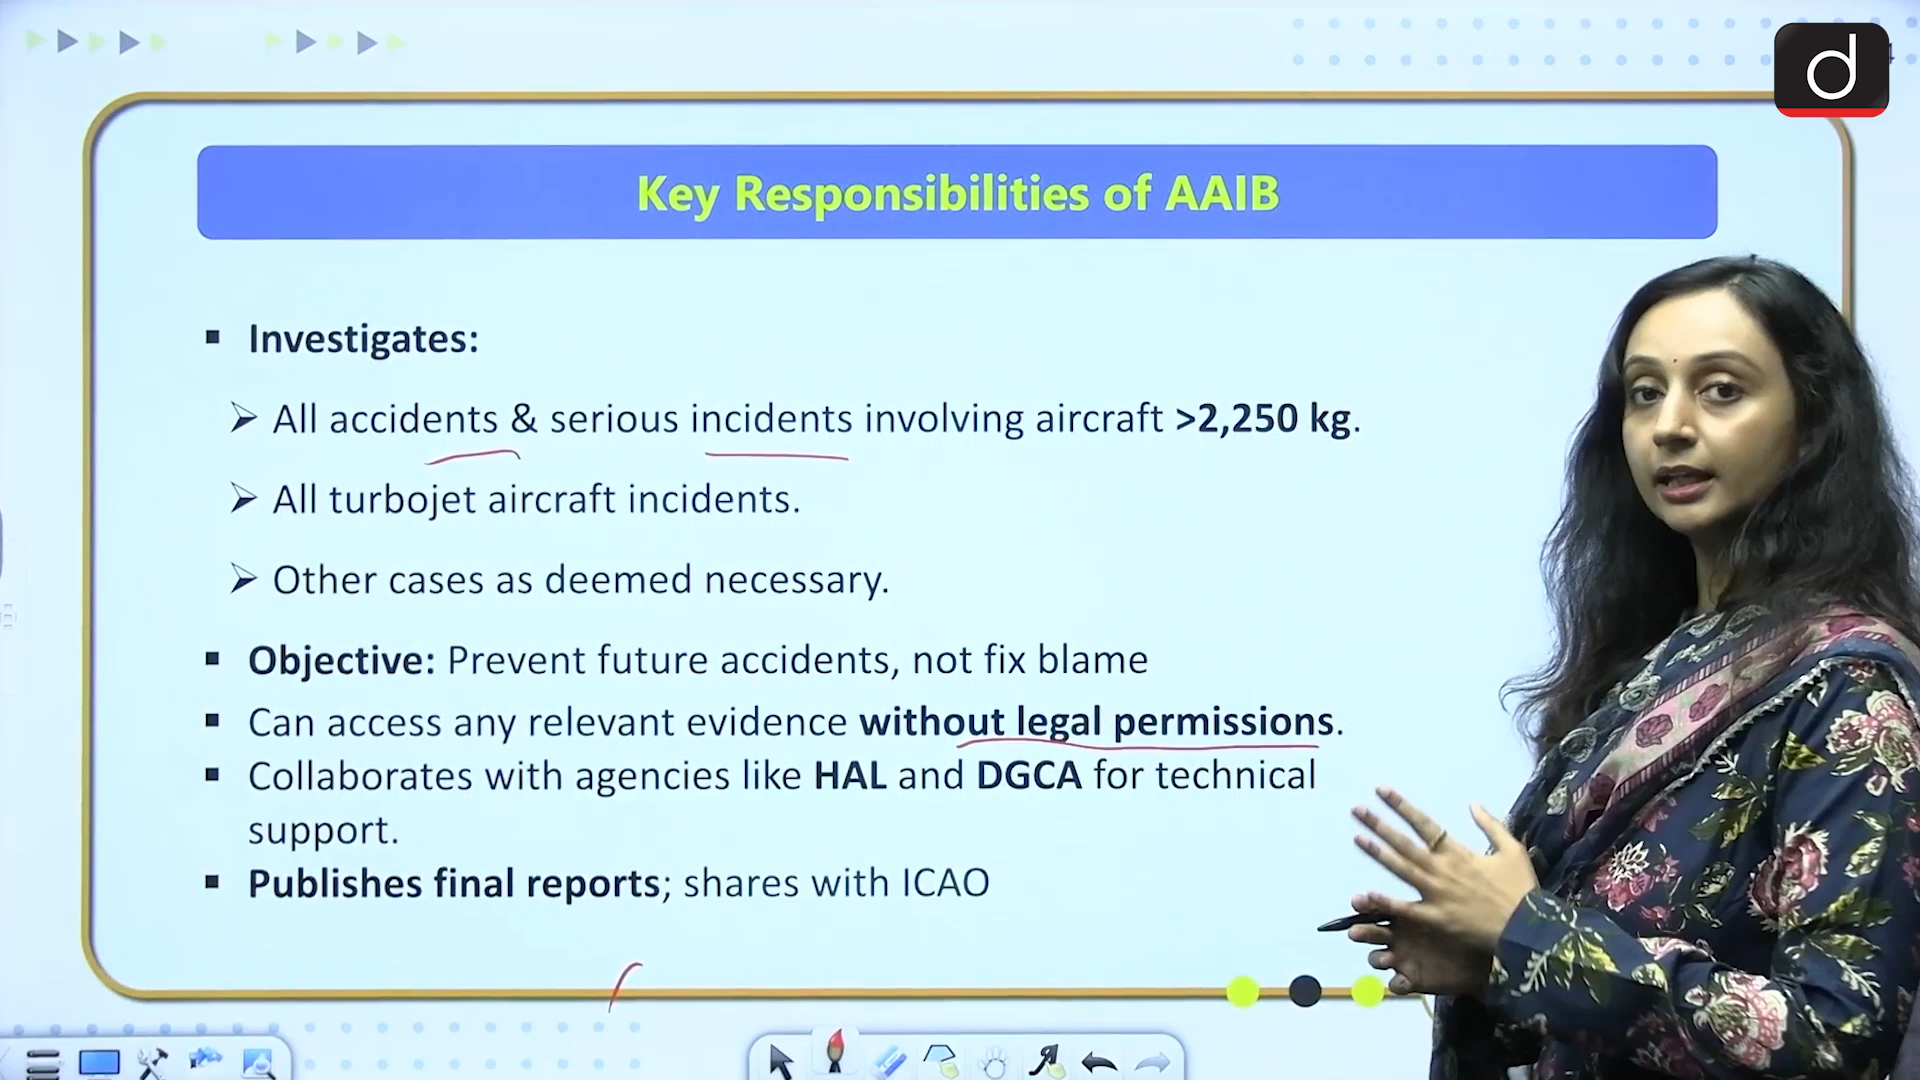 d
Key Responsibilities of AAIB
▪ Investigates:
➢ All accidents & serious incidents involving aircraft >2,250 kg.
➢ All turbojet aircraft incidents.
➢ Other cases as deemed necessary.
▪ Objective: Prevent future accidents, not fix blame
▪ Can access any relevant evidence without legal permissions.
▪ Collaborates with agencies like HAL and DGCA for technical
support.
▪ Publishes final reports; shares with ICAO